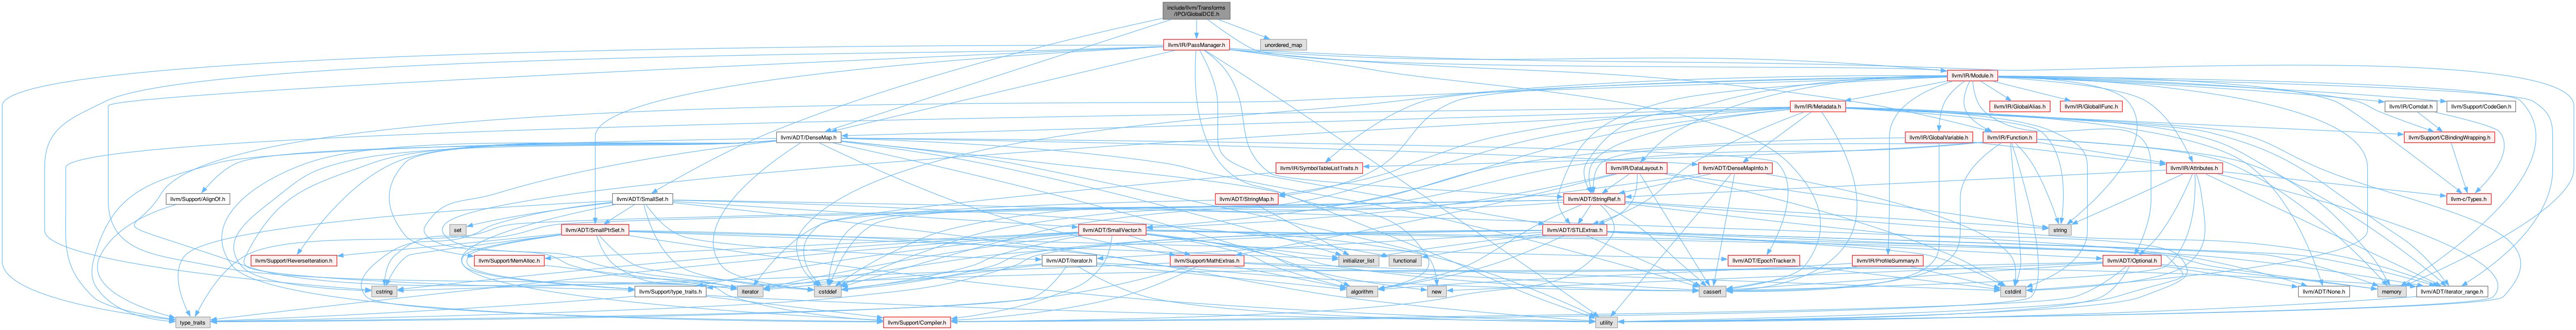 include/llvm/Transforms
/IPO/GlobalDCE.h
llvm/IR/PassManager.h
unordered_map
llvm/IR/Module.h
llvm/IR/Metadata.h
llvm/IR/GlobalAlias.h
llvm/IR/GlobalIFunc.h
llvm/IR/Comdat.h
llvm/Support/CodeGen.h
llvm/ADT/DenseMap.h
llvm/IR/GlobalVariable.h
llvm/IR/Function.h
llvm/Support/CBindingWrapping.h
llvm/IR/SymbolTableListTraits.h
llvm/IR/DataLayout.h
llvm/ADT/DenseMapInfo.h
llvm/IR/Attributes.h
llvm/Support/AlignOf.h
llvm/ADT/SmallSet.h
llvm/ADT/StringMap.h
llvm/ADT/StringRef.h
llvm-c/Types.h
set
llvm/ADT/SmallPtrSet.h
llvm/ADT/SmallVector.h
llvm/ADT/STLExtras.h
string
llvm/Support/ReverseIteration.h
llvm/Support/MemAlloc.h
llvm/ADT/iterator.h
llvm/Support/MathExtras.h
initializer_list
functional
llvm/ADT/EpochTracker.h
llvm/IR/ProfileSummary.h
llvm/ADT/Optional.h
cstring
llvm/Support/type_traits.h
iterator
cstddef
algorithm
new
cassert
cstdint
llvm/ADT/None.h
memory
llvm/ADT/iterator_range.h
type_traits
llvm/Support/Compiler.h
utility